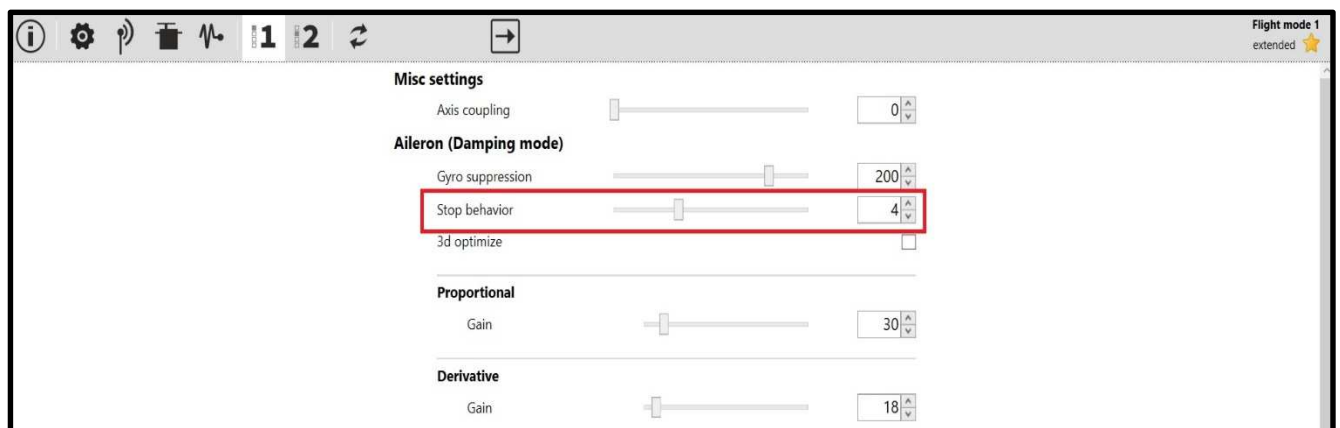 1 2 Flight mode 1
extended
Misc settings
Axis coupling 0
Aileron (Damping mode)
Gyro suppression 200
Stop behavior 4
3d optimize
Proportional
Gain 30
Derivative
Gain 18